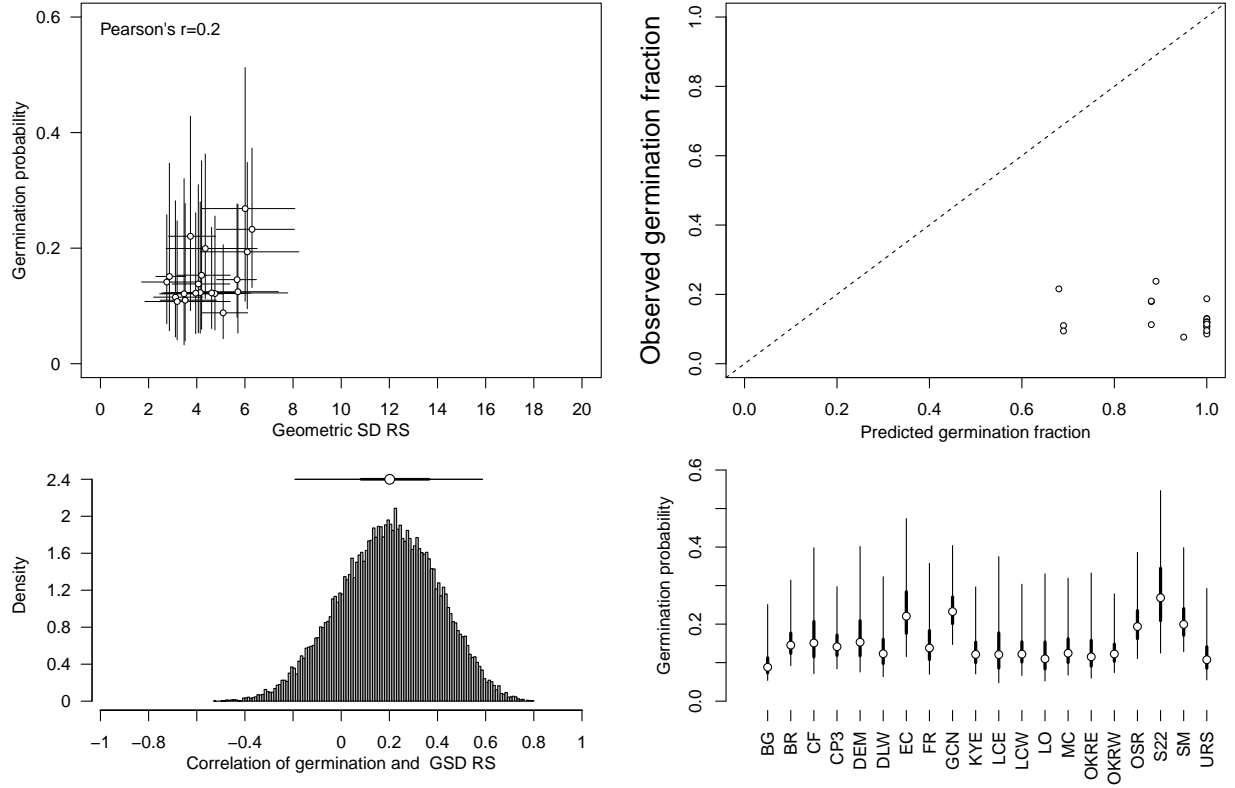 Pearson's r=0.2
Germination probability
0.6
0.4
0.2
0
0 2 4 6 8 10 12 14 16 18 20
Geometric SD RS
Observed germination fraction
1.0
0.8
0.6
0.4
0.2
0.0
0.0 0.2 0.4 0.6 0.8 1.0
Predicted germination fraction
Density
2.4
2
1.6
1.2
0.8
0.4
0
−1 −0.8 −0.4 0 0.2 0.4 0.6 0.8 1
Correlation of germination and GSD RS
Germination probability
0.6
0.4
0.2
0.0
BG BR CF CP3 DEM DLW EC FR GCN KYE LCE LCW LO MC OKRE OKRW OSR S22 SM URS